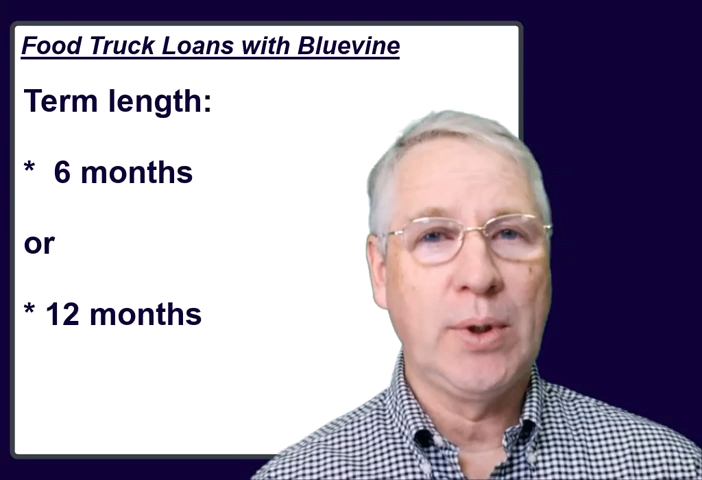 Food Truck Loans with Bluevine
Term length:
* 6 months
or
* 12 months